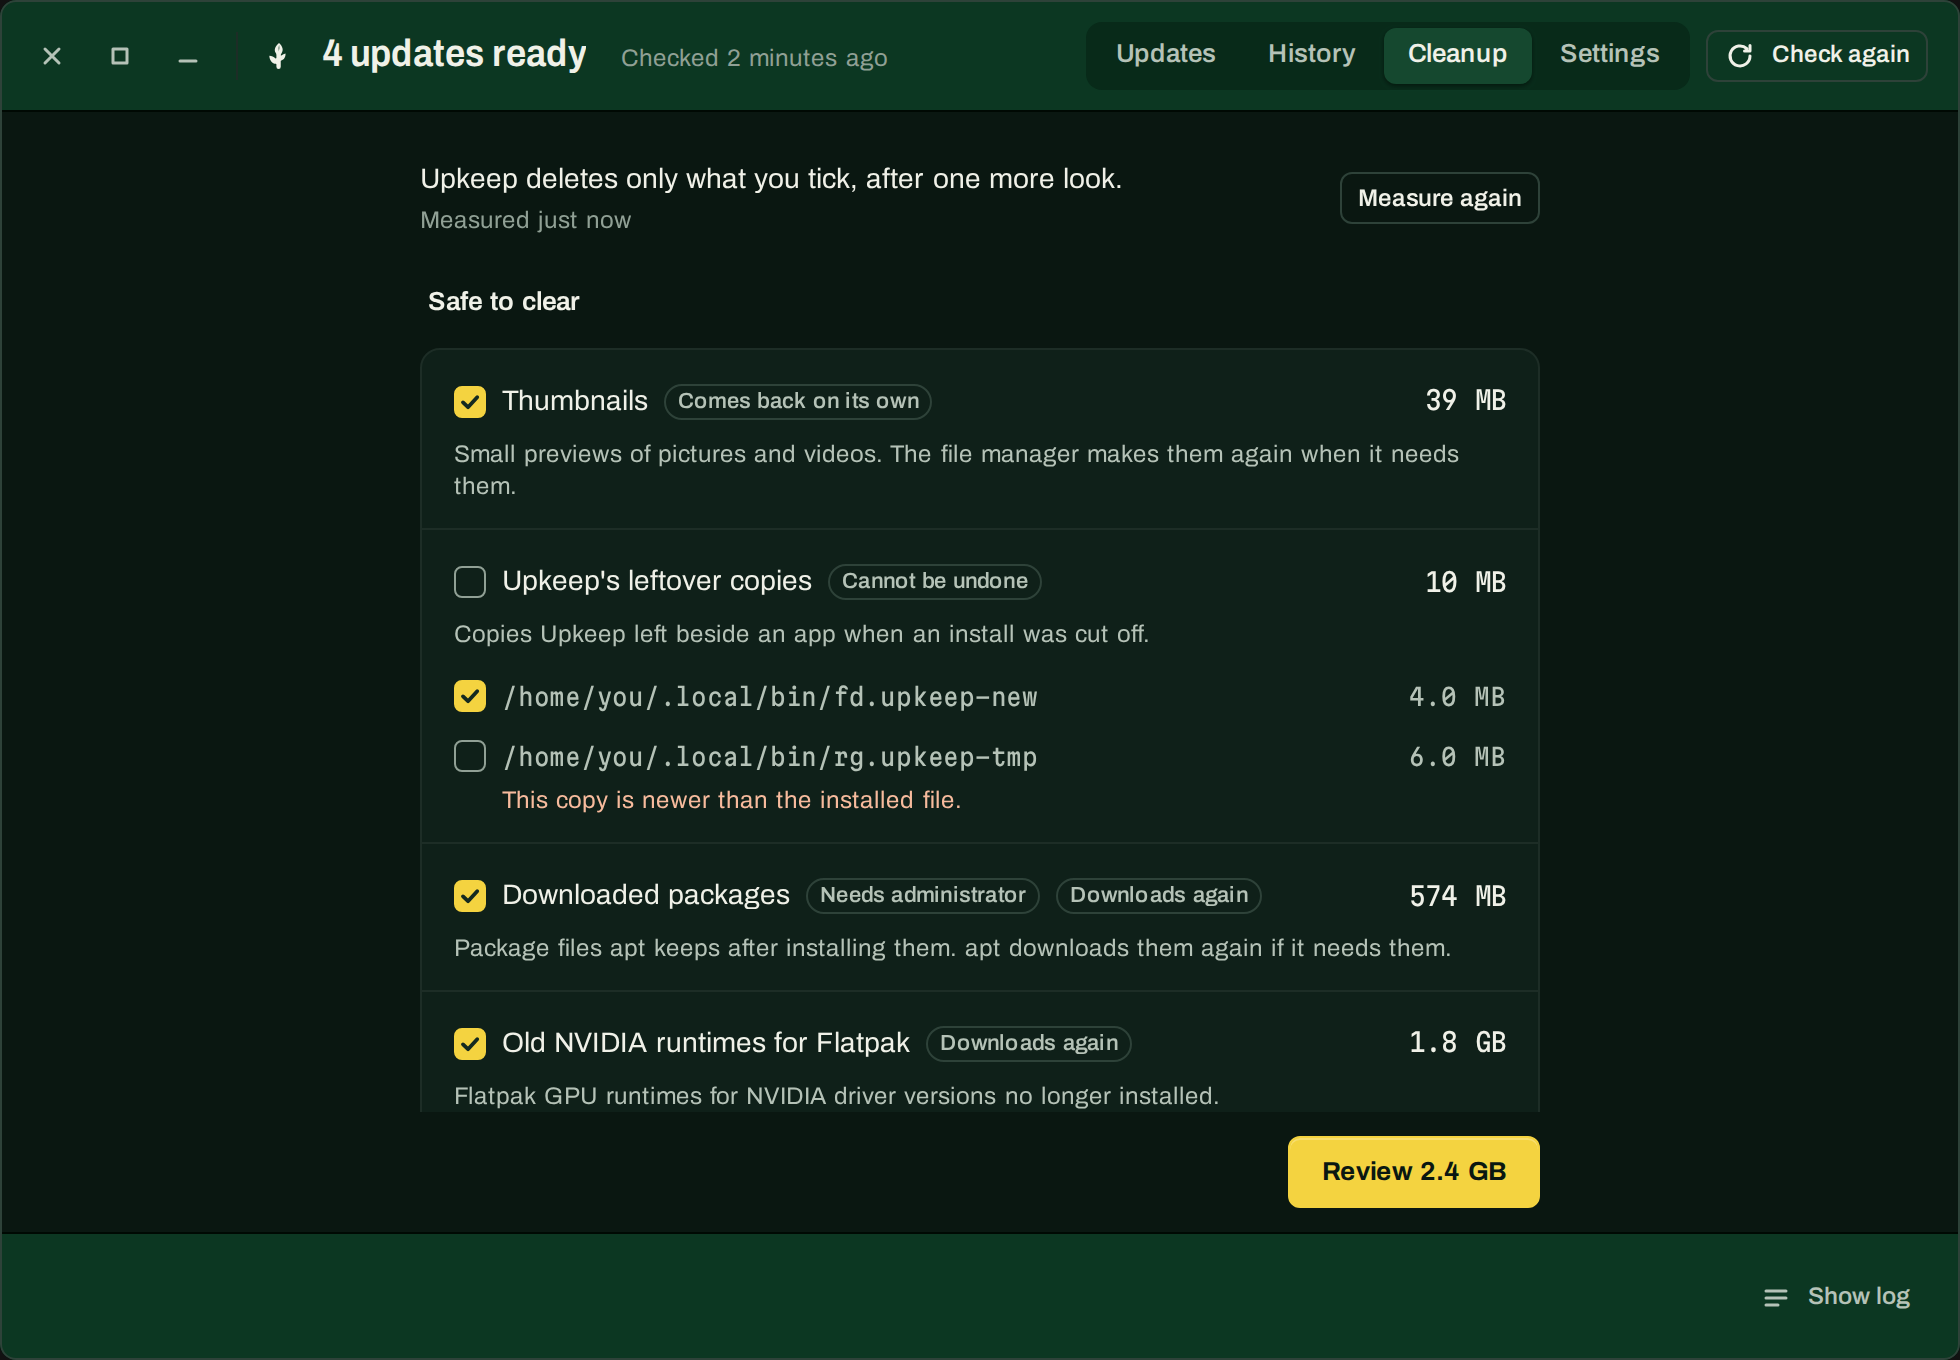 4 updates ready
Checked 2 minutes ago
Updates
History
Cleanup
Settings
Check again
Upkeep deletes only what you tick, after one more look.
Measured just now
Measure again
Safe to clear
Thumbnails
Comes back on its own
39 MB
Small previews of pictures and videos. The file manager makes them again when it needs
them.
Upkeep's leftover copies
Cannot be undone
10 MB
Copies Upkeep left beside an app when an install was cut off.
/home/you/.local/bin/fd.upkeep-new
4.0 MB
/home/you/.local/bin/rg.upkeep-tmp
6.0 MB
This copy is newer than the installed file.
Downloaded packages
Needs administrator
Downloads again
574 MB
Package files apt keeps after installing them. apt downloads them again if it needs them.
Old NVIDIA runtimes for Flatpak
Downloads again
1.8 GB
Flatpak GPU runtimes for NVIDIA driver versions no longer installed.
Review 2.4 GB
Show log